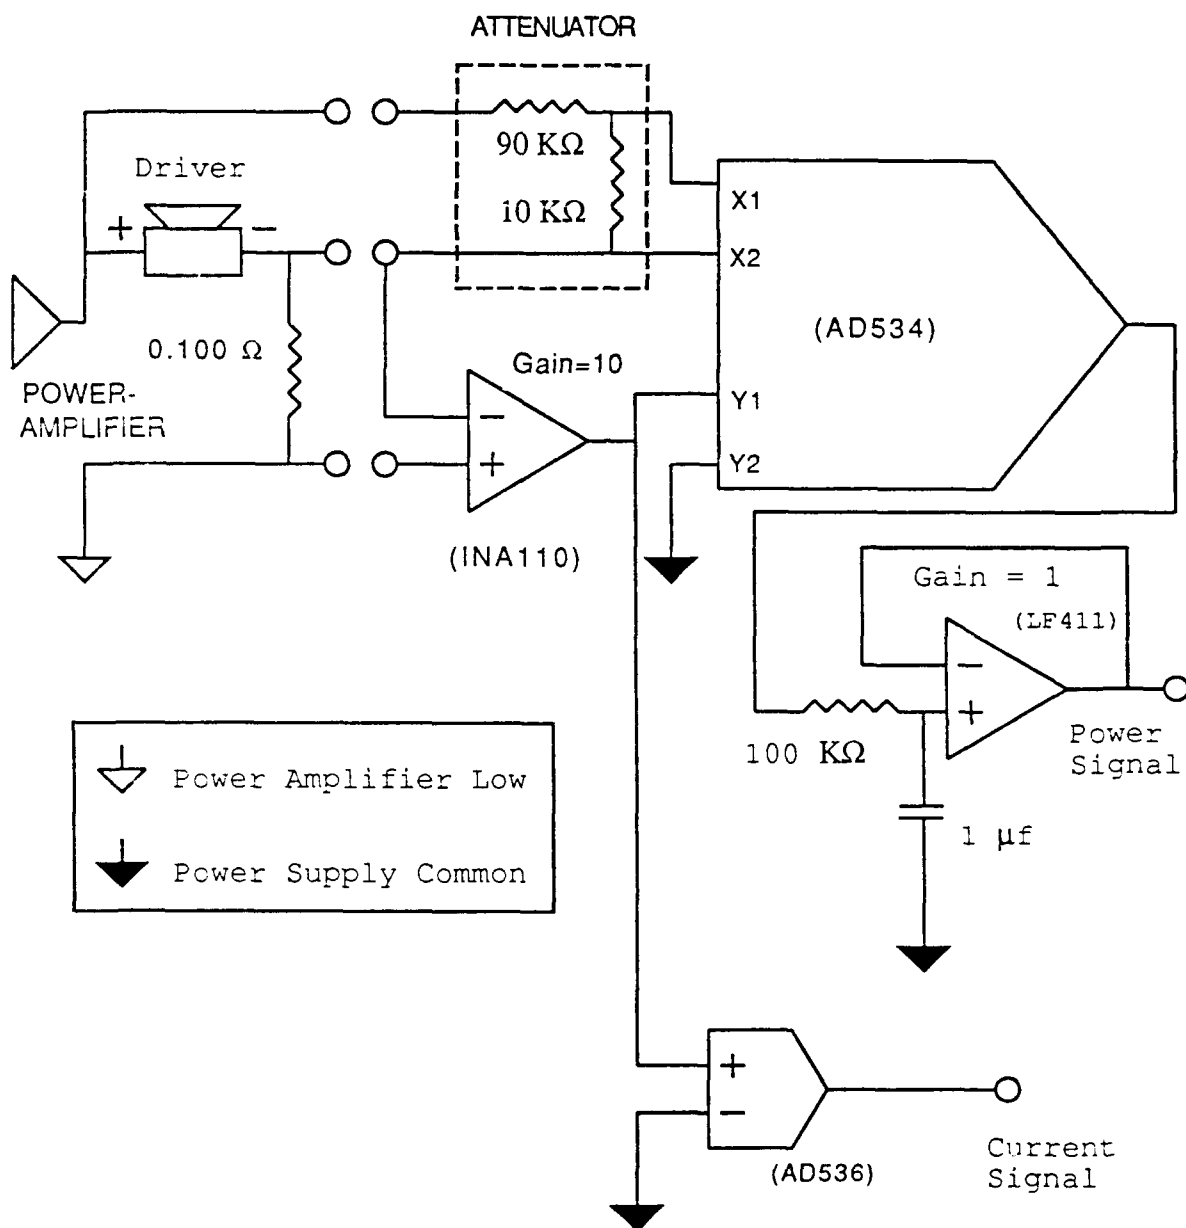 ATTENUATOR
90 KΩ
10 KΩ
Driver
+
-
X1
X2
(AD534)
0.100 Ω
Gain=10
POWER-
AMPLIFIER
−
+
Y1
Y2
(INA110)
Gain = 1
(LF411)
−
+
100 KΩ
Power
Signal
1 μf
Power Amplifier Low
Power Supply Common
+
−
(AD536)
Current
Signal